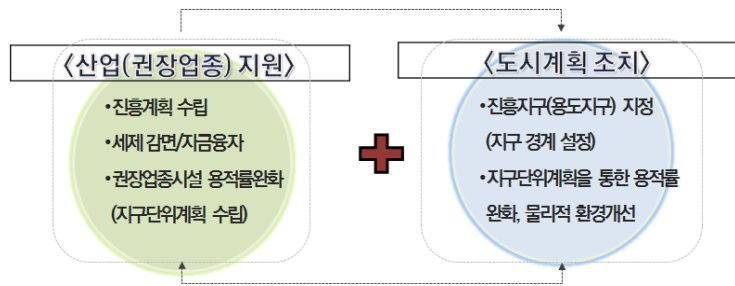 〈산업(권장업종) 지원〉
•진흥계획 수립
•세제 감면/자금융자
•권장업종시설 용적률완화
(지구단위계획 수립)
〈도시계획 조치〉
•진흥지구(용도지구) 지정
(지구 경계 설정)
•지구단위계획을 통한 용적률
완화, 물리적 환경개선